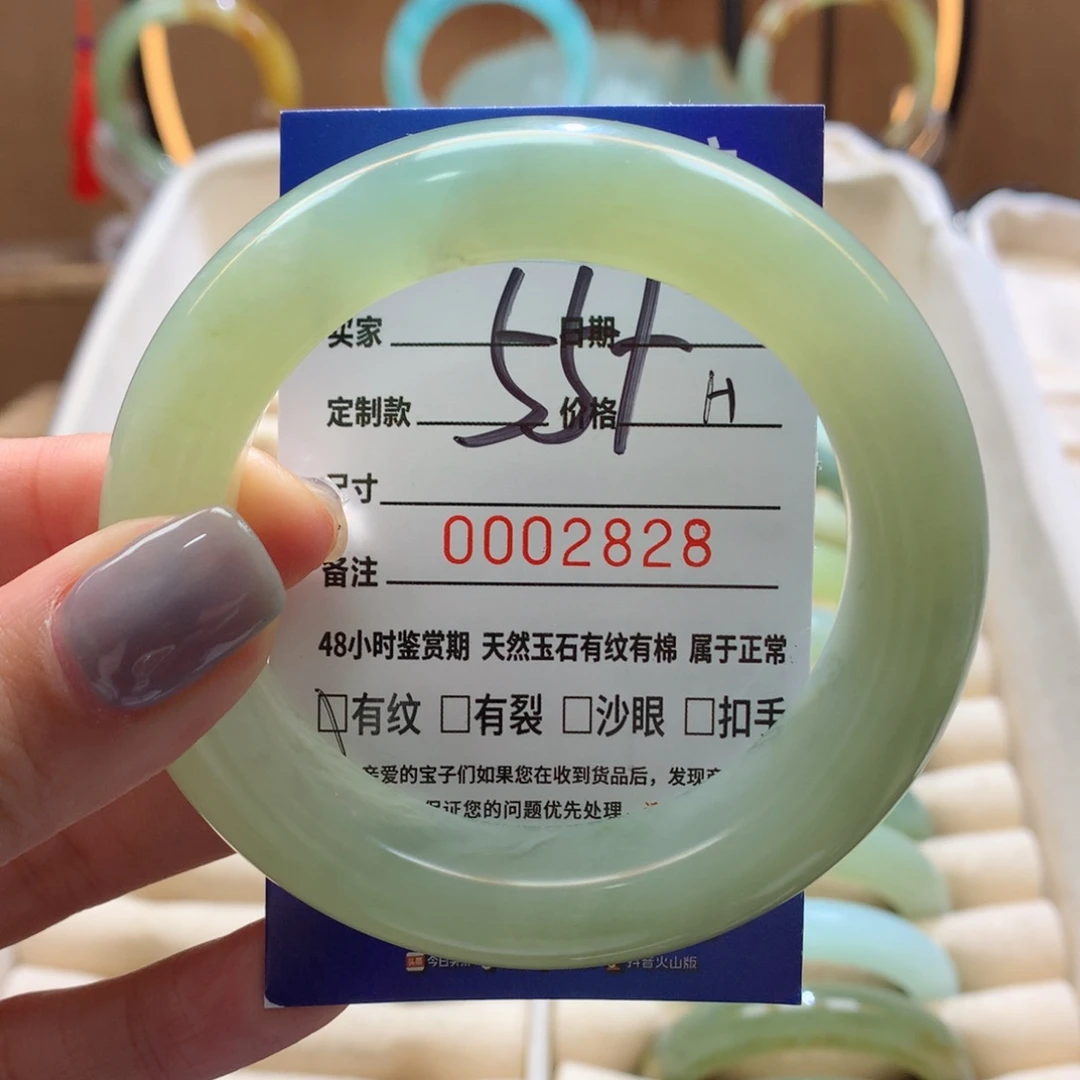 买家 日期
定制款 价格 H
尺寸
0002828
备注
48小时鉴赏期 天然玉石有纹有棉 属于正常
□有纹 □有裂 □沙眼 □扣手
亲爱的宝子们如果您在收到货品后，发现
保证您的问题优先处理
抖音火山版